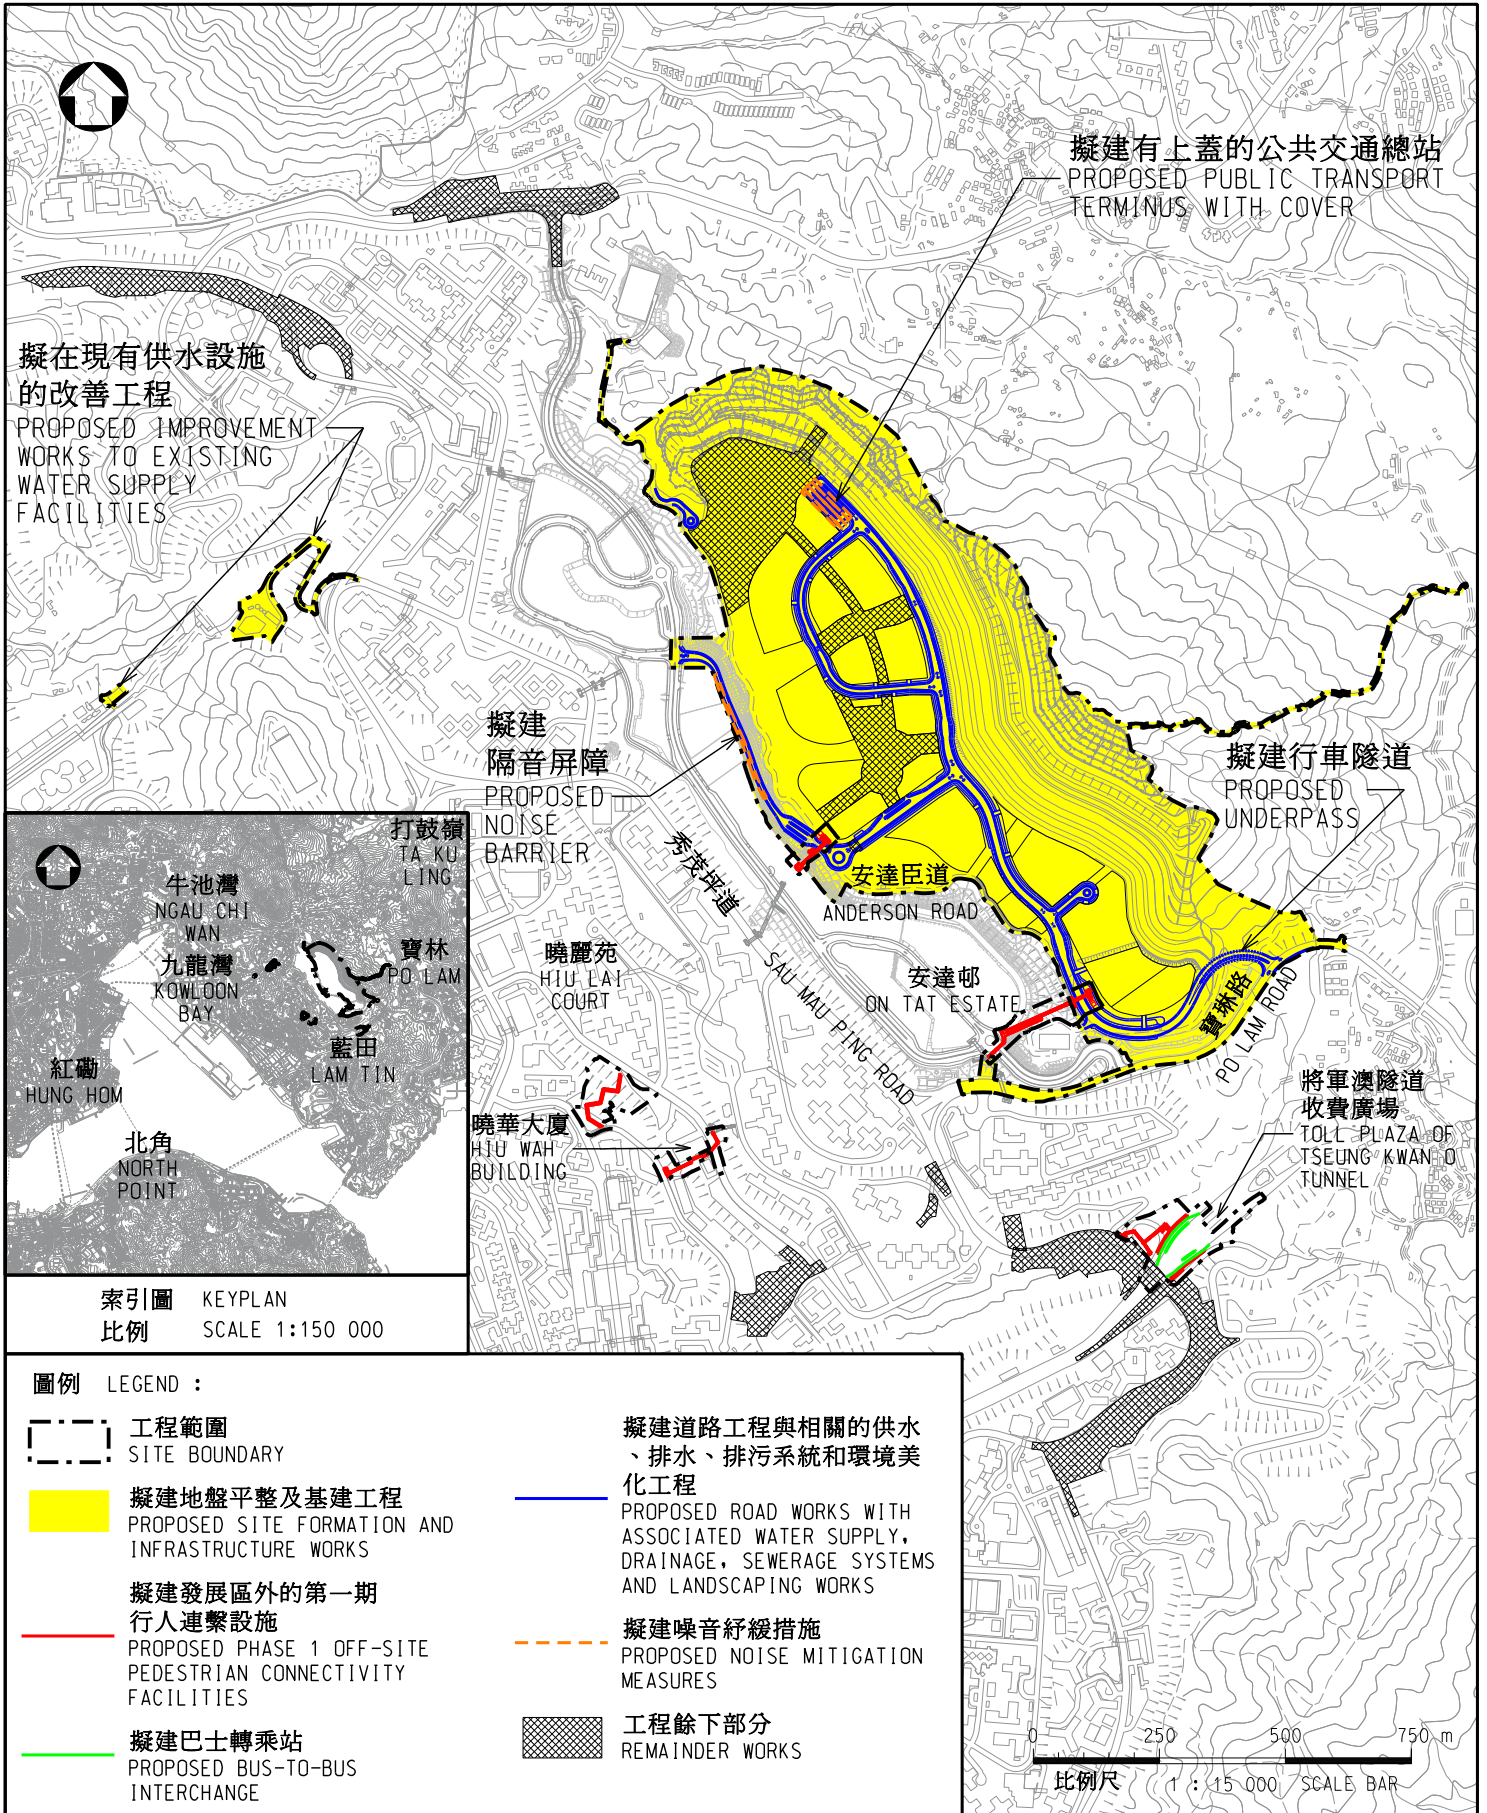 擬建有上蓋的公共交通總站
PROPOSED PUBLIC TRANSPORT
TERMINUS WITH COVER
擬在現有供水設施
的改善工程
PROPOSED IMPROVEMENT
WORKS TO EXISTING
WATER SUPPLY
FACILITIES
擬建
隔音屏障
PROPOSED
NOISE
BARRIER
擬建行車隧道
PROPOSED
UNDERPASS
秀茂坪道
SAU MAU PING ROAD
安達臣道
ANDERSON ROAD
安達邨
ON TAT ESTATE
曉麗苑
HIU LAI
COURT
寶琳路
PO LAM ROAD
曉華大廈
HIU WAH
BUILDING
將軍澳隧道
收費廣場
TOLL PLAZA OF
TSEUNG KWAN O
TUNNEL
打鼓嶺
TA KU
LING
牛池灣
NGAU CHI
WAN
九龍灣
KOWLOON
BAY
寶林
PO LAM
藍田
LAM TIN
紅磡
HUNG HOM
北角
NORTH
POINT
索引圖 KEYPLAN
比例 SCALE 1:150 000
圖例 LEGEND :
工程範圍
SITE BOUNDARY
擬建地盤平整及基建工程
PROPOSED SITE FORMATION AND
INFRASTRUCTURE WORKS
擬建發展區外的第一期
行人連繫設施
PROPOSED PHASE 1 OFF-SITE
PEDESTRIAN CONNECTIVITY
FACILITIES
擬建巴士轉乘站
PROPOSED BUS-TO-BUS
INTERCHANGE
擬建道路工程與相關的供水
、排水、排污系統和環境美
化工程
PROPOSED ROAD WORKS WITH
ASSOCIATED WATER SUPPLY,
DRAINAGE, SEWERAGE SYSTEMS
AND LANDSCAPING WORKS
擬建噪音紓緩措施
PROPOSED NOISE MITIGATION
MEASURES
工程餘下部分
REMAINDER WORKS
0 250 500 750 m
比例尺 1 : 15 000 SCALE BAR